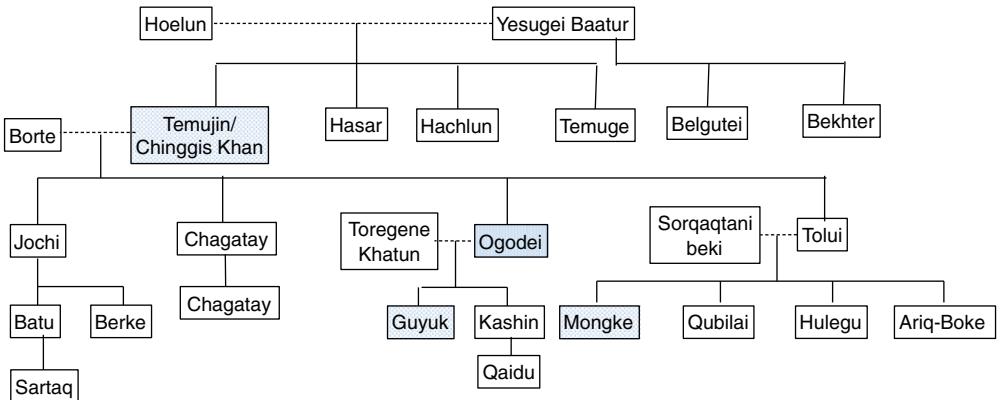 Hoelun
Yesugei Baatur
Borte
Temujin/
Chinggis Khan
Hasar
Hachlun
Temuge
Belgutei
Bekhter
Jochi
Chagatay
Toregene
Khatun
Ogodei
Sorqaqtani
beki
Tolui
Batu
Berke
Chagatay
Guyuk
Kashin
Mongke
Qubilai
Hulegu
Ariq-Boke
Sartaq
Qaidu